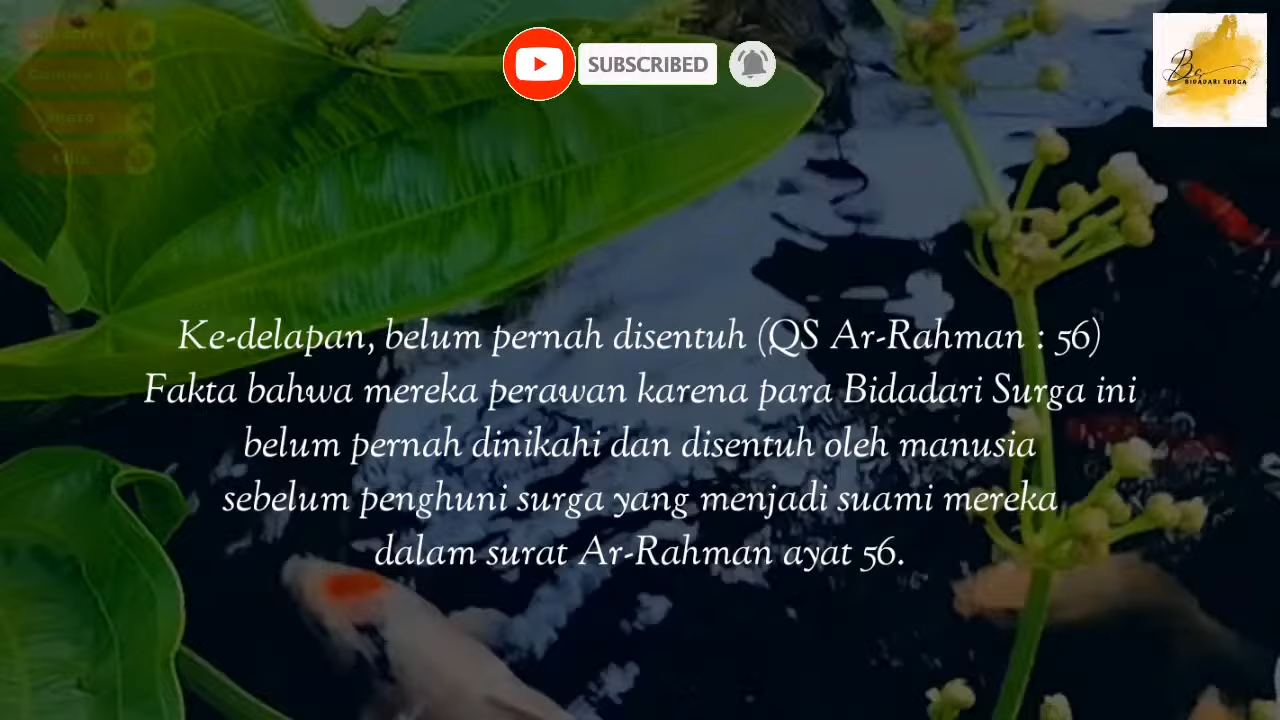 SUBSCRIBED
Bs
BIDADARI SURGA
Share
Ke-delapan, belum pernah disentuh (QS Ar-Rahman : 56)
Fakta bahwa mereka perawan karena para Bidadari Surga ini
belum pernah dinikahi dan disentuh oleh manusia
sebelum penghuni surga yang menjadi suami mereka
dalam surat Ar-Rahman ayat 56.